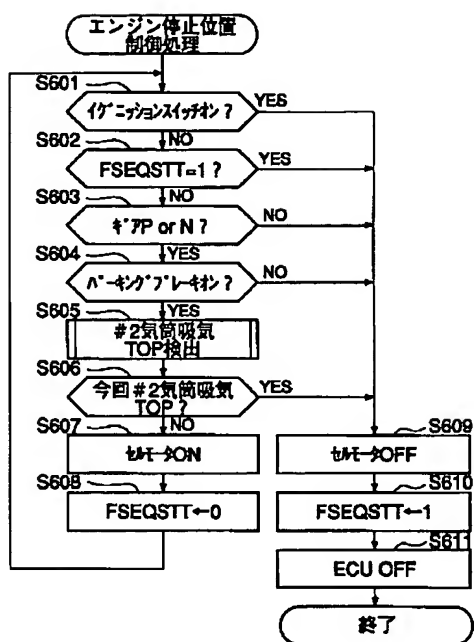 エンジン停止位置
制御処理
S601
イグニッションスイッチオン？
YES
NO
S602
FSEQSTT=1？
YES
NO
S603
ギアP or N？
NO
YES
S604
パーキングブレーキオン？
NO
YES
S605
#2気筒吸気
TOP検出
S606
今回#2気筒吸気
TOP？
YES
NO
S607
セルモータON
S608
FSEQSTT←0
S609
セルモータOFF
S610
FSEQSTT←1
S611
ECU OFF
終了